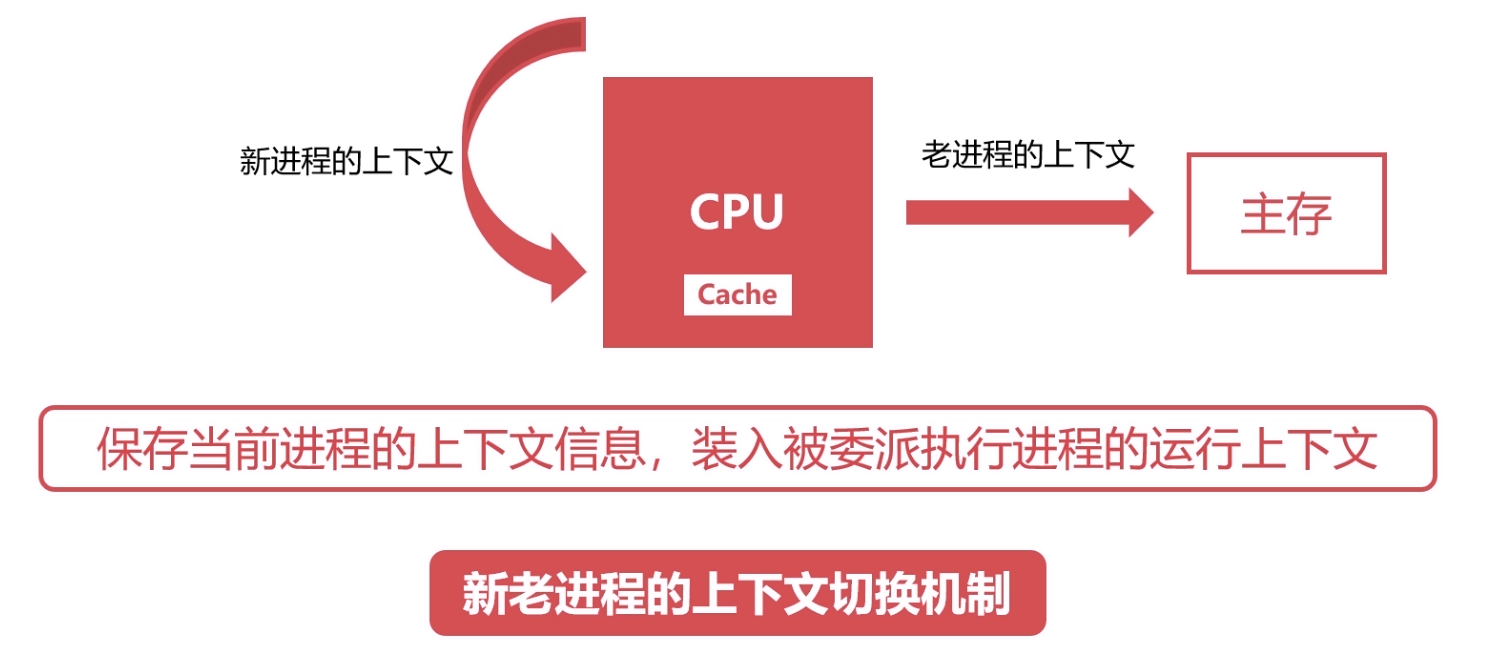 新进程的上下文
老进程的上下文
CPU
主存
Cache
保存当前进程的上下文信息，装入被委派执行进程的运行上下文
新老进程的上下文切换机制